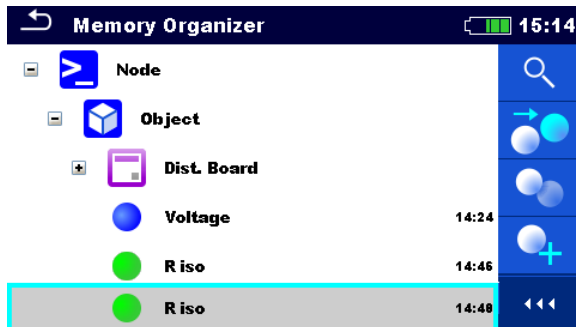 Memory Organizer 15:14
>_ Node
Object
Dist. Board
Voltage 14:24
R iso 14:46
R iso 14:48